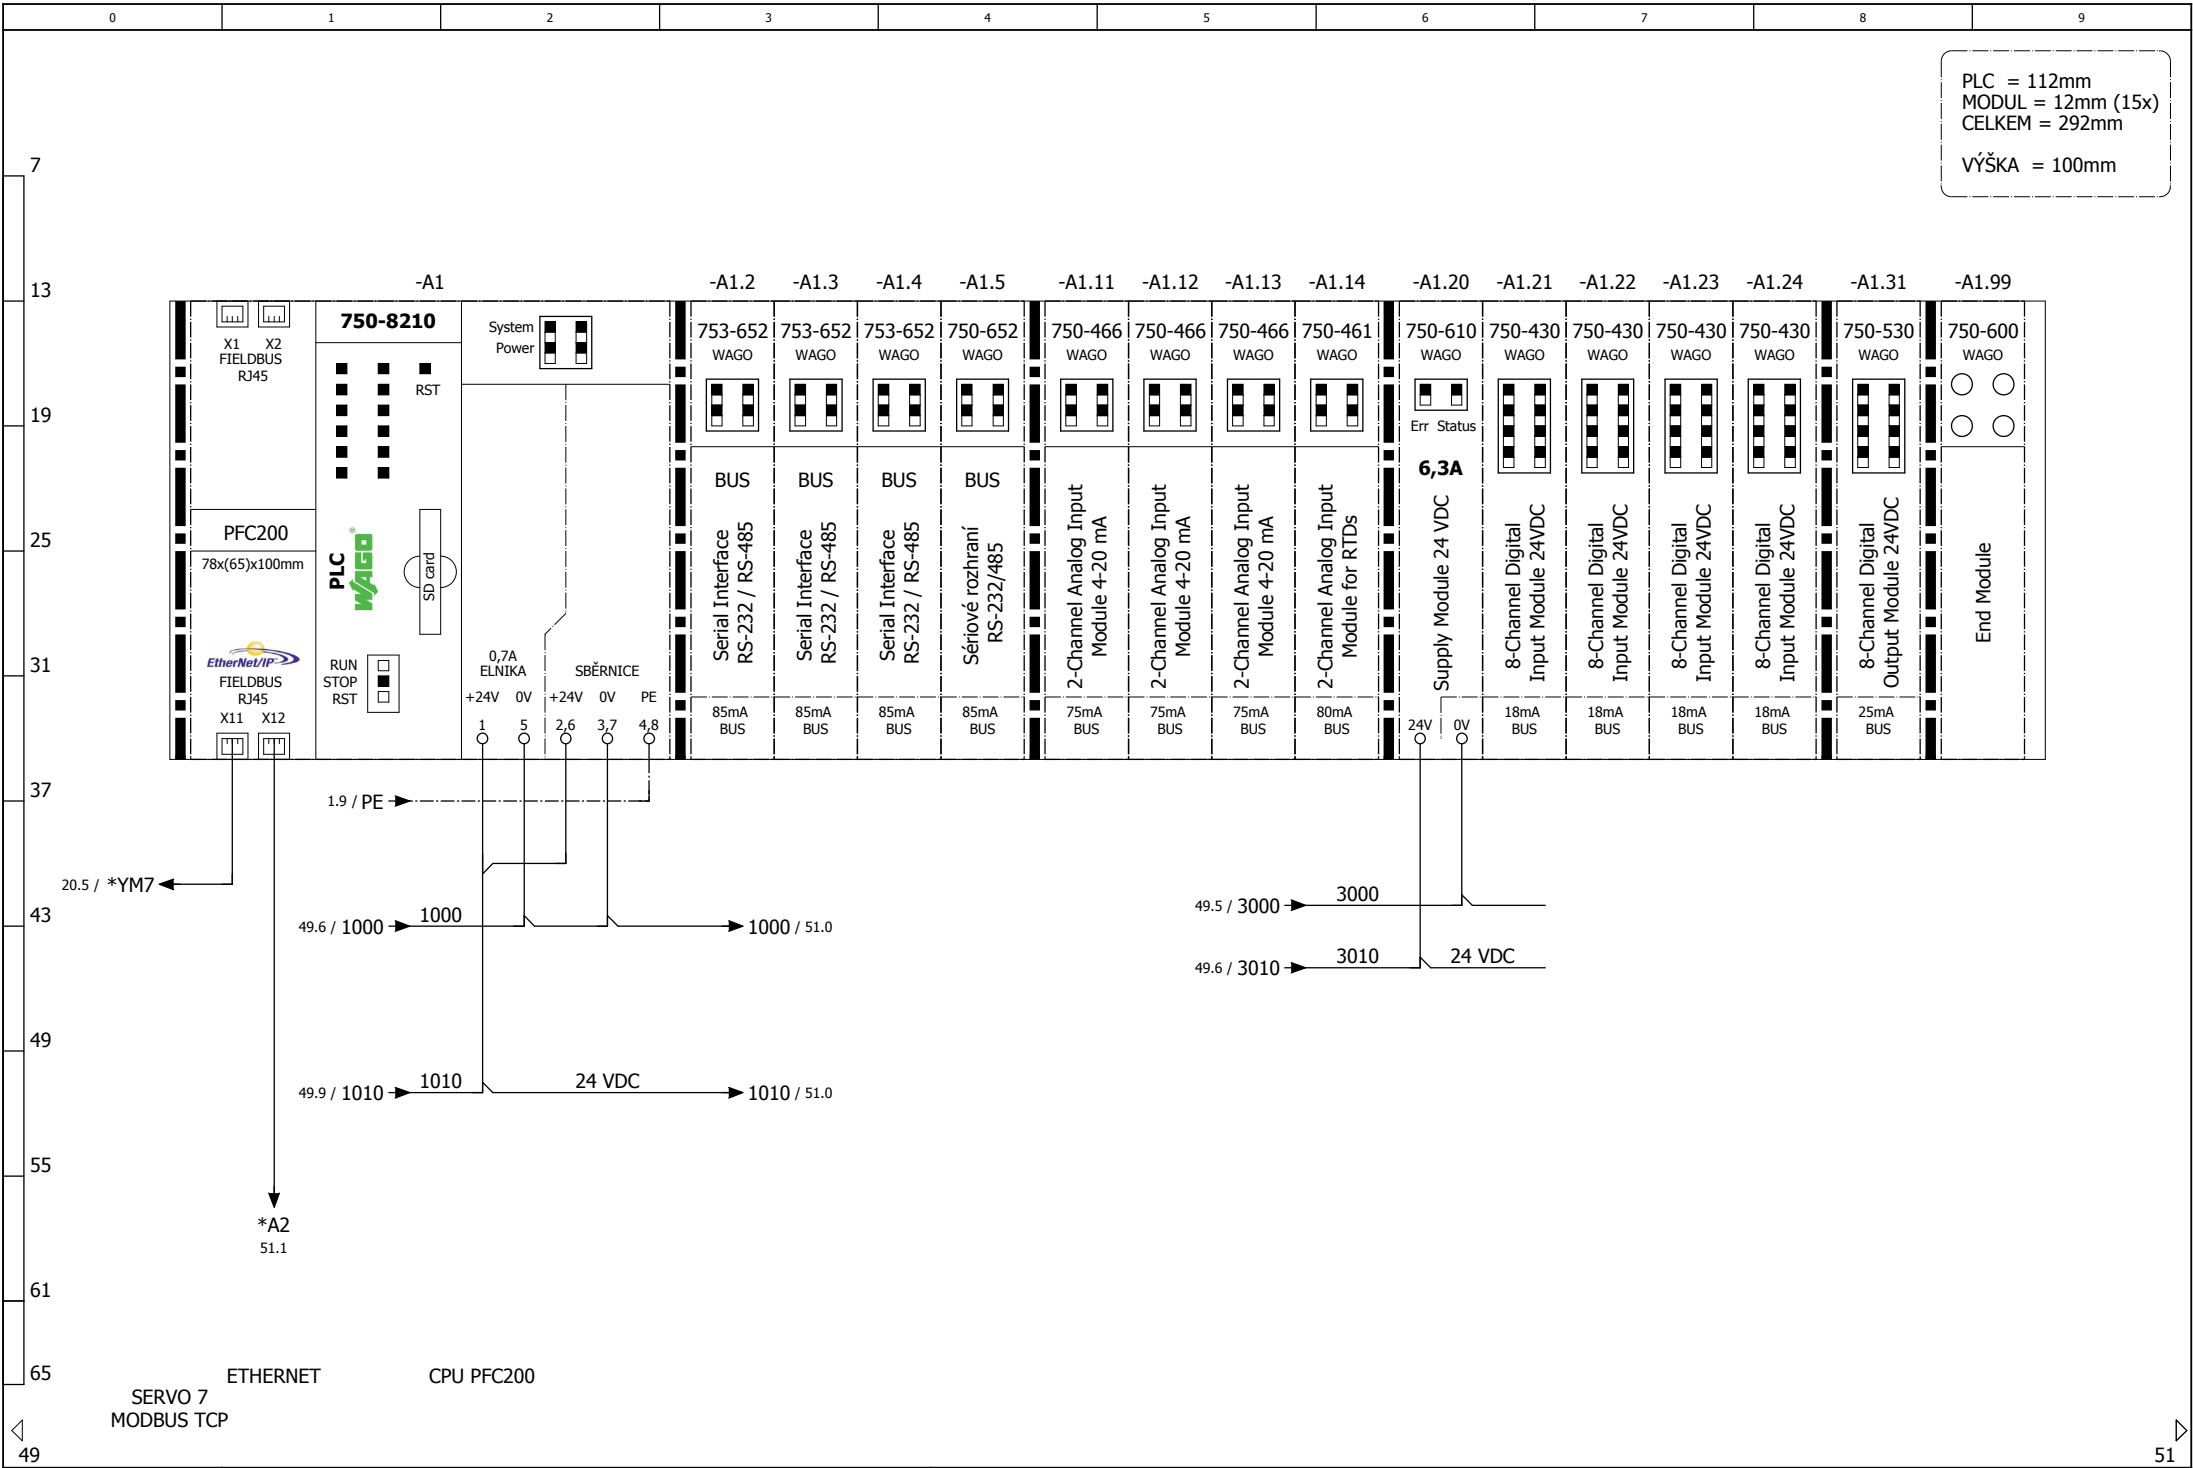 0 1 2 3 4 5 6 7 8 9
PLC = 112mm
MODUL = 12mm (15x)
CELKEM = 292mm
VÝŠKA = 100mm
7
13
19
25
31
37
43
49
55
61
65
-A1
-A1.2
-A1.3
-A1.4
-A1.5
-A1.11
-A1.12
-A1.13
-A1.14
-A1.20
-A1.21
-A1.22
-A1.23
-A1.24
-A1.31
-A1.99
X1 X2
FIELDBUS
RJ45
PFC200
78x(65)x100mm
EtherNet/IP
FIELDBUS
RJ45
X11 X12
750-8210
RST
PLC
WAGO®
SD card
RUN
STOP
RST
System
Power
0,7A
ELNIKA
SBĚRNICE
+24V 0V +24V 0V PE
1 5 2,6 3,7 4,8
753-652
WAGO
BUS
Serial Interface
RS-232 / RS-485
85mA
BUS
753-652
WAGO
BUS
Serial Interface
RS-232 / RS-485
85mA
BUS
753-652
WAGO
BUS
Serial Interface
RS-232 / RS-485
85mA
BUS
750-652
WAGO
BUS
Sériové rozhraní
RS-232/485
85mA
BUS
750-466
WAGO
2-Channel Analog Input
Module 4-20 mA
75mA
BUS
750-466
WAGO
2-Channel Analog Input
Module 4-20 mA
75mA
BUS
750-466
WAGO
2-Channel Analog Input
Module 4-20 mA
75mA
BUS
750-461
WAGO
2-Channel Analog Input
Module for RTDs
80mA
BUS
750-610
WAGO
Err Status
6,3A
Supply Module 24 VDC
24V 0V
750-430
WAGO
8-Channel Digital
Input Module 24VDC
18mA
BUS
750-430
WAGO
8-Channel Digital
Input Module 24VDC
18mA
BUS
750-430
WAGO
8-Channel Digital
Input Module 24VDC
18mA
BUS
750-430
WAGO
8-Channel Digital
Input Module 24VDC
18mA
BUS
750-530
WAGO
8-Channel Digital
Output Module 24VDC
25mA
BUS
750-600
WAGO
End Module
1.9 / PE
20.5 / *YM7
49.6 / 1000
1000
1000 / 51.0
49.5 / 3000
3000
49.6 / 3010
3010
24 VDC
49.9 / 1010
1010
24 VDC
1010 / 51.0
*A2
51.1
ETHERNET
CPU PFC200
SERVO 7
MODBUS TCP
49
51